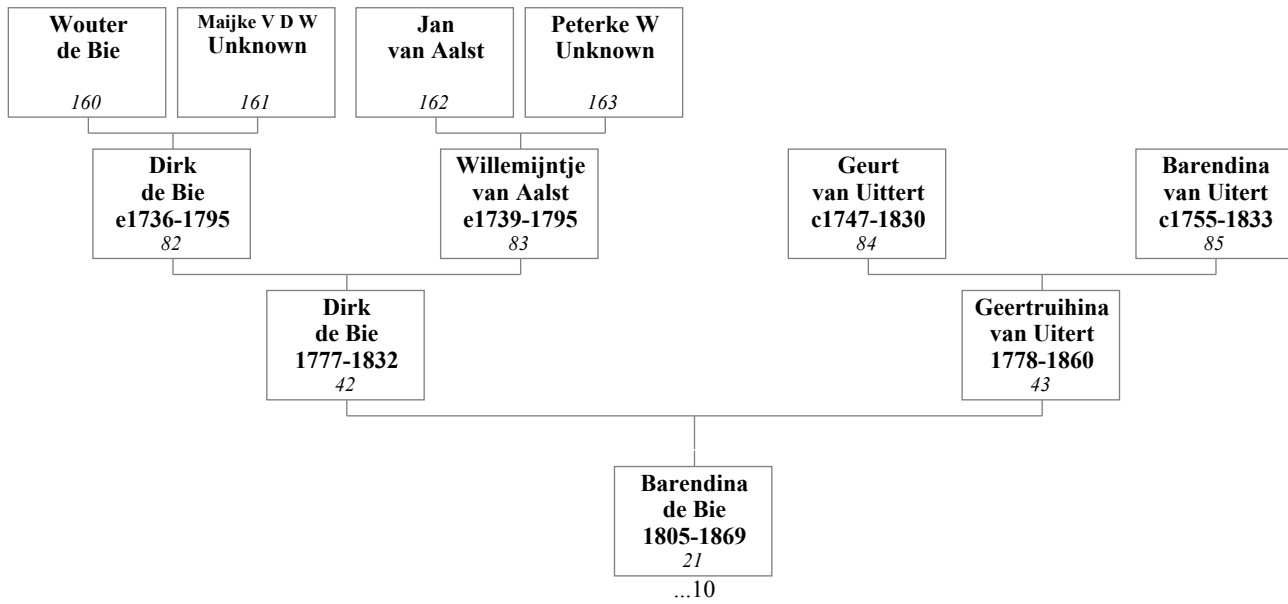 Wouter
de Bie
160
Maijke V D W
Unknown
161
Jan
van Aalst
162
Peterke W
Unknown
163
Dirk
de Bie
e1736-1795
82
Willemijntje
van Aalst
e1739-1795
83
Geurt
van Uittert
c1747-1830
84
Barendina
van Uitert
c1755-1833
85
Dirk
de Bie
1777-1832
42
Geertruihina
van Uitert
1778-1860
43
Barendina
de Bie
1805-1869
21
...10